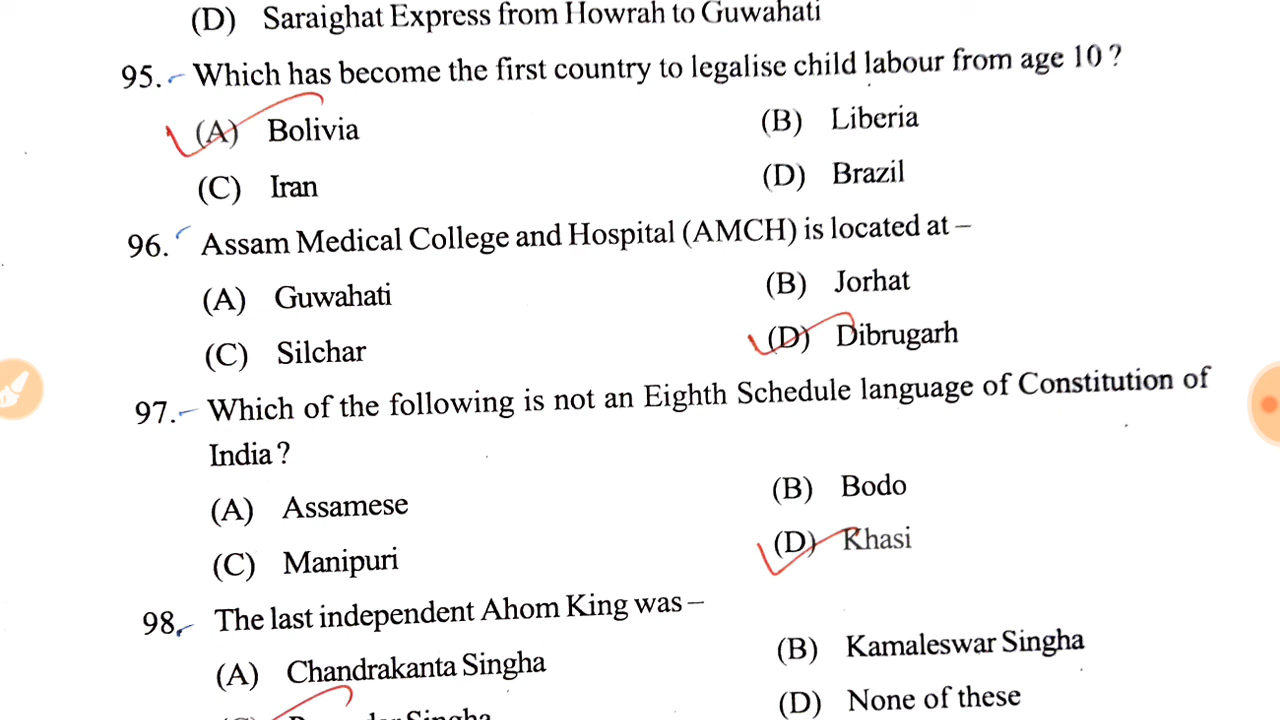 (D) Saraighat Express from Howrah to Guwahati
95. Which has become the first country to legalise child labour from age 10 ?
(A) Bolivia (B) Liberia
(C) Iran (D) Brazil
96. Assam Medical College and Hospital (AMCH) is located at –
(A) Guwahati (B) Jorhat
(C) Silchar (D) Dibrugarh
97. Which of the following is not an Eighth Schedule language of Constitution of
India ?
(A) Assamese (B) Bodo
(C) Manipuri (D) Khasi
98. The last independent Ahom King was –
(A) Chandrakanta Singha (B) Kamaleswar Singha
Singha (D) None of these